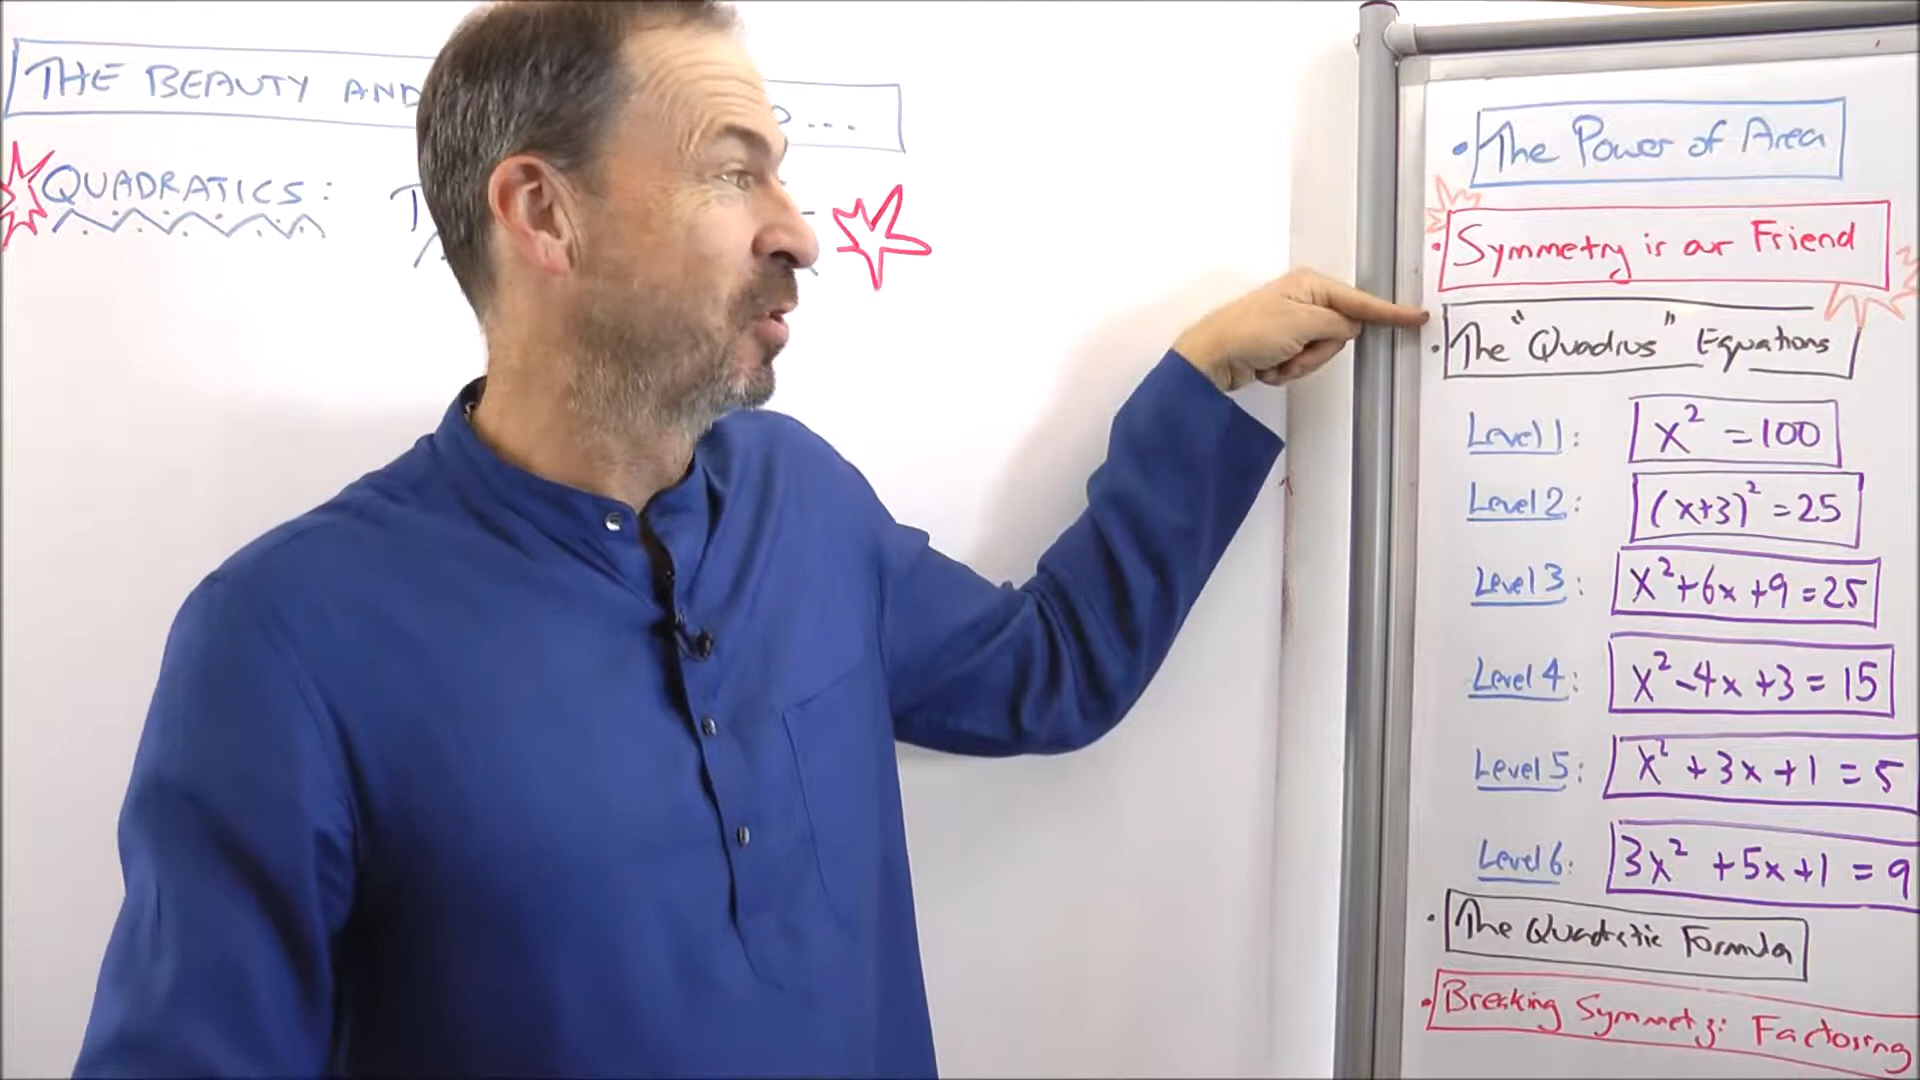 THE BEAUTY AND
...
QUADRATICS:
• The Power of Area
• Symmetry is our Friend
• The "Quadrus" Equations
Level 1: x² = 100
Level 2: (x+3)² = 25
Level 3: x²+6x+9=25
Level 4: x²-4x+3=15
Level 5: x²+3x+1=5
Level 6: 3x²+5x+1=9
• The Quadratic Formula
• Breaking Symmetry: Factoring